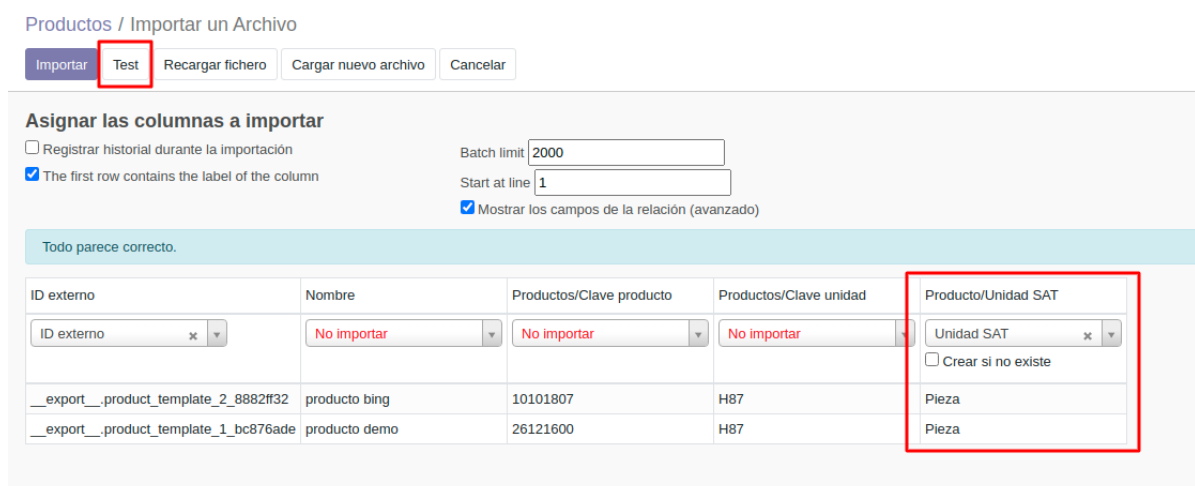 Productos / Importar un Archivo
Importar Test Recargar fichero Cargar nuevo archivo Cancelar
Asignar las columnas a importar
Registrar historial durante la importación
The first row contains the label of the column
Batch limit 2000
Start at line 1
Mostrar los campos de la relación (avanzado)
Todo parece correcto.
ID externo Nombre Productos/Clave producto Productos/Clave unidad Producto/Unidad SAT
ID externo No importar No importar No importar Unidad SAT
Crear si no existe
__export__.product_template_2_8882ff32 producto bing 10101807 H87 Pieza
__export__.product_template_1_bc876ade producto demo 26121600 H87 Pieza